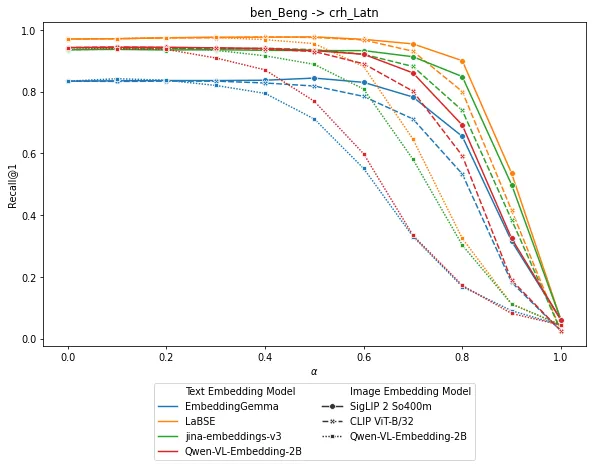 ben_Beng -> crh_Latn
1.0
0.8
0.6
0.4
0.2
0.0
Recall@1
0.0 0.2 0.4 0.6 0.8 1.0
α
Text Embedding Model
EmbeddingGemma
LaBSE
jina-embeddings-v3
Qwen-VL-Embedding-2B
Image Embedding Model
SigLIP 2 So400m
CLIP ViT-B/32
Qwen-VL-Embedding-2B